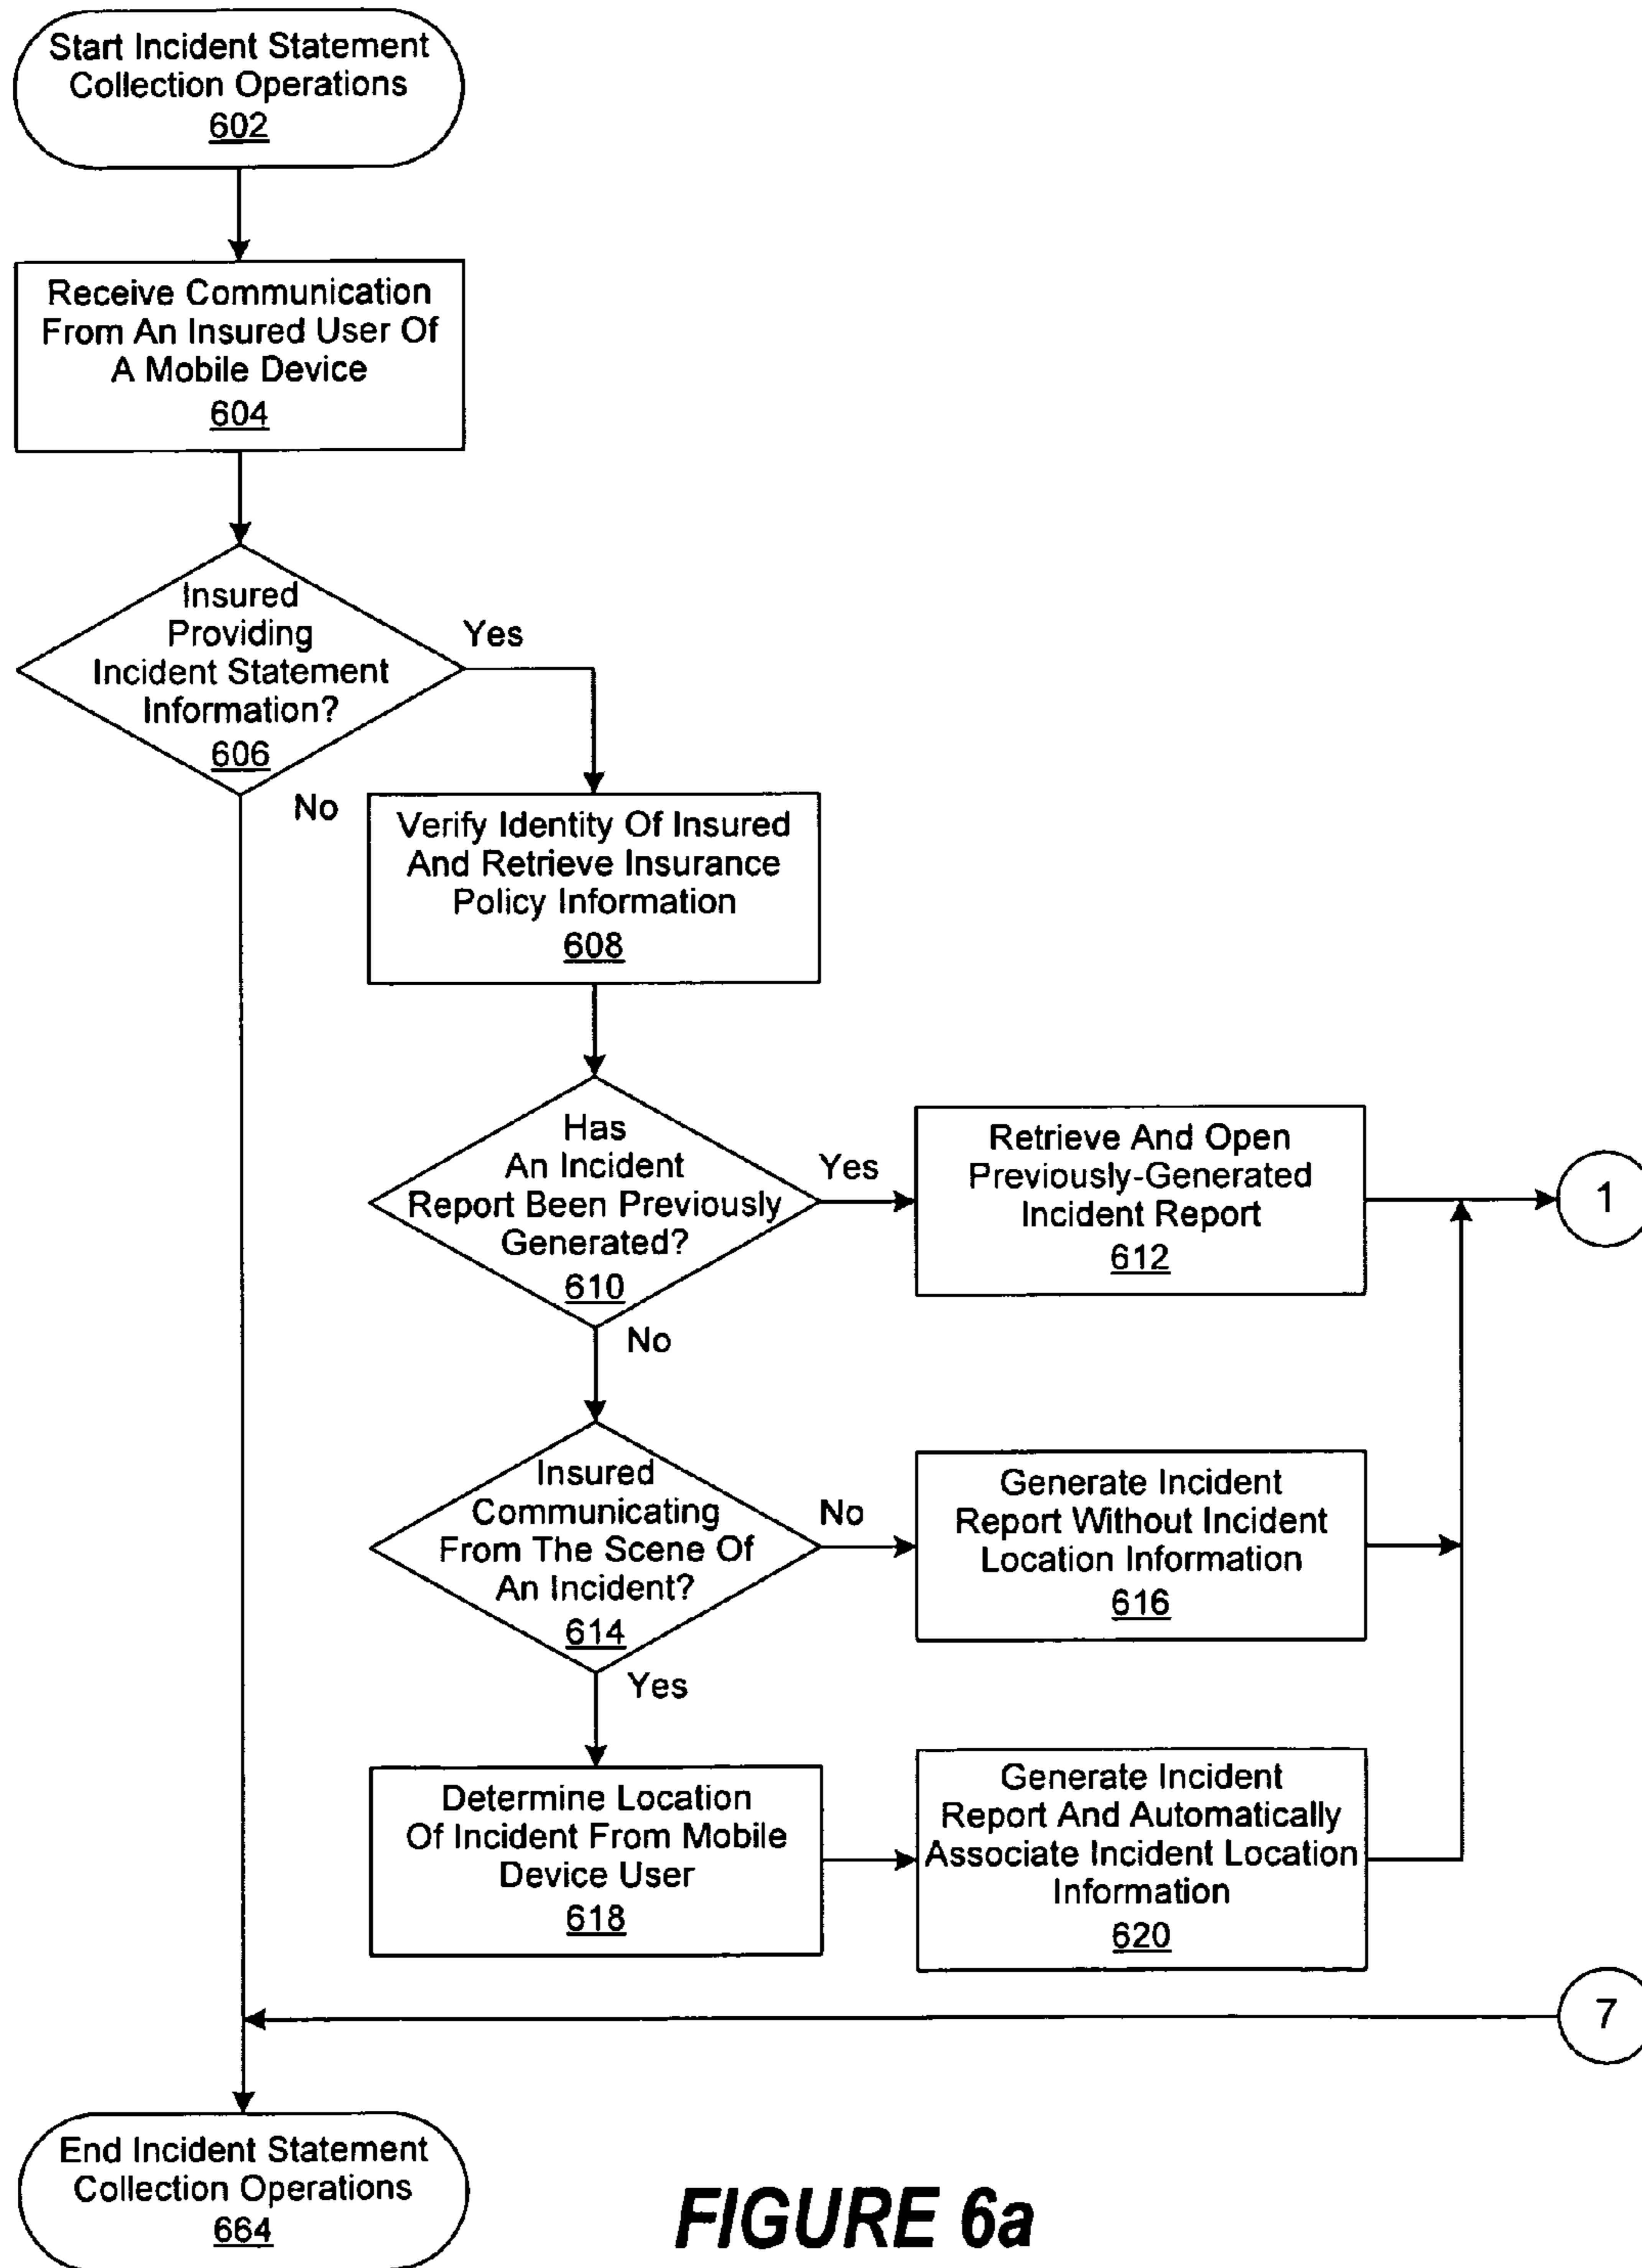 Start Incident Statement
Collection Operations
602
Receive Communication
From An Insured User Of
A Mobile Device
604
Insured
Providing
Incident Statement
Information?
606
Yes
No
Verify Identity Of Insured
And Retrieve Insurance
Policy Information
608
Has
An Incident
Report Been Previously
Generated?
610
Yes
Retrieve And Open
Previously-Generated
Incident Report
612
1
No
Insured
Communicating
From The Scene Of
An Incident?
614
No
Generate Incident
Report Without Incident
Location Information
616
Yes
Determine Location
Of Incident From Mobile
Device User
618
Generate Incident
Report And Automatically
Associate Incident Location
Information
620
7
End Incident Statement
Collection Operations
664
FIGURE 6a